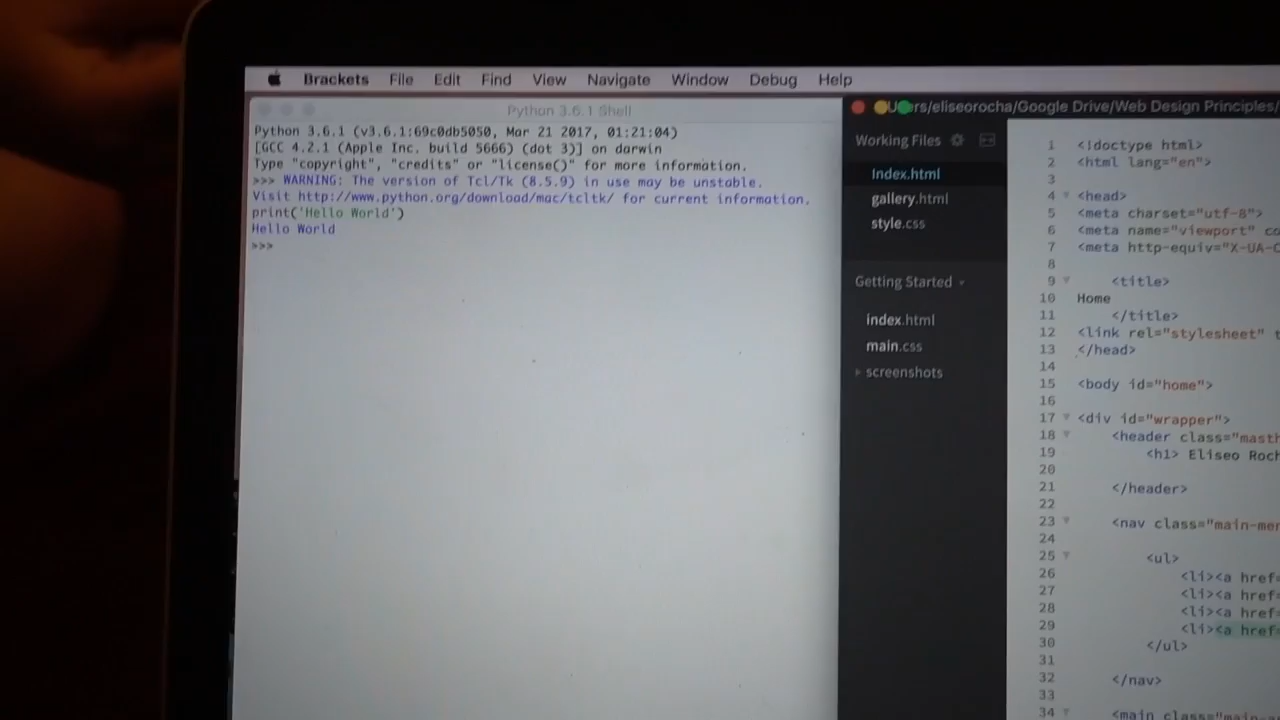 Brackets File Edit Find View Navigate Window Debug Help
Python 3.6.1 Shell
Python 3.6.1 (v3.6.1:69c0db5050, Mar 21 2017, 01:21:04)
[GCC 4.2.1 (Apple Inc. build 5666) (dot 3)] on darwin
Type "copyright", "credits" or "license()" for more information.
>>> WARNING: The version of Tcl/Tk (8.5.9) in use may be unstable.
Visit http://www.python.org/download/mac/tcltk/ for current information.
print('Hello World')
Hello World
>>>
ers/eliseorocha/Google Drive/Web Design Principles/
Working Files
Index.html
gallery.html
style.css
Getting Started
index.html
main.css
screenshots
1 <!doctype html>
2 <html lang="en">
3
4 <head>
5 <meta charset="utf-8">
6 <meta name="viewport" co
7 <meta http-equiv="X-UA-C
8
9 <title>
10 Home
11 </title>
12 <link rel="stylesheet" t
13 </head>
14
15 <body id="home">
16
17 <div id="wrapper">
18 <header class="masth
19 <h1> Eliseo Roch
20
21 </header>
22
23 <nav class="main-men
24
25 <ul>
26 <li><a href=
27 <li><a href=
28 <li><a href=
29 <li><a href=
30 </ul>
31
32 </nav>
33
34 <main class="main-